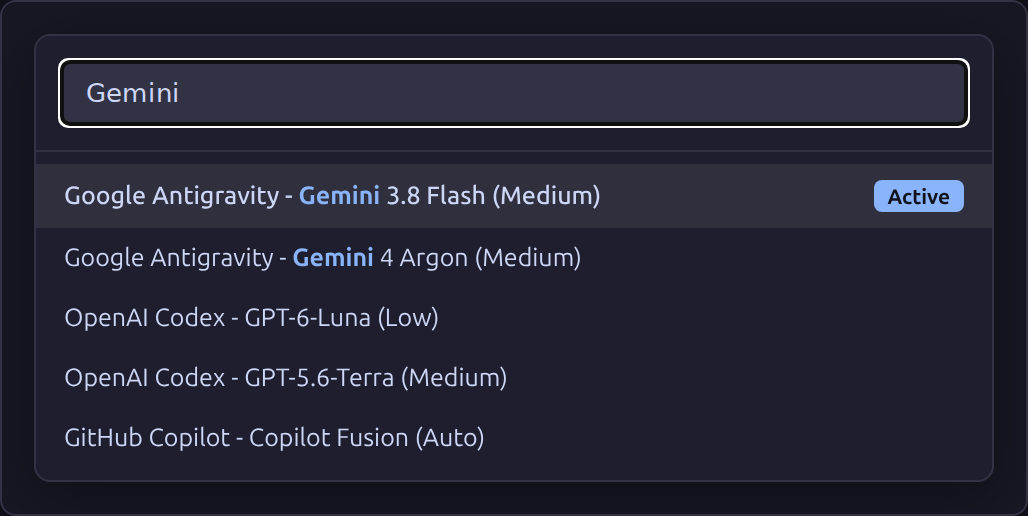 Gemini
Google Antigravity - Gemini 3.8 Flash (Medium) Active
Google Antigravity - Gemini 4 Argon (Medium)
OpenAI Codex - GPT-6-Luna (Low)
OpenAI Codex - GPT-5.6-Terra (Medium)
GitHub Copilot - Copilot Fusion (Auto)